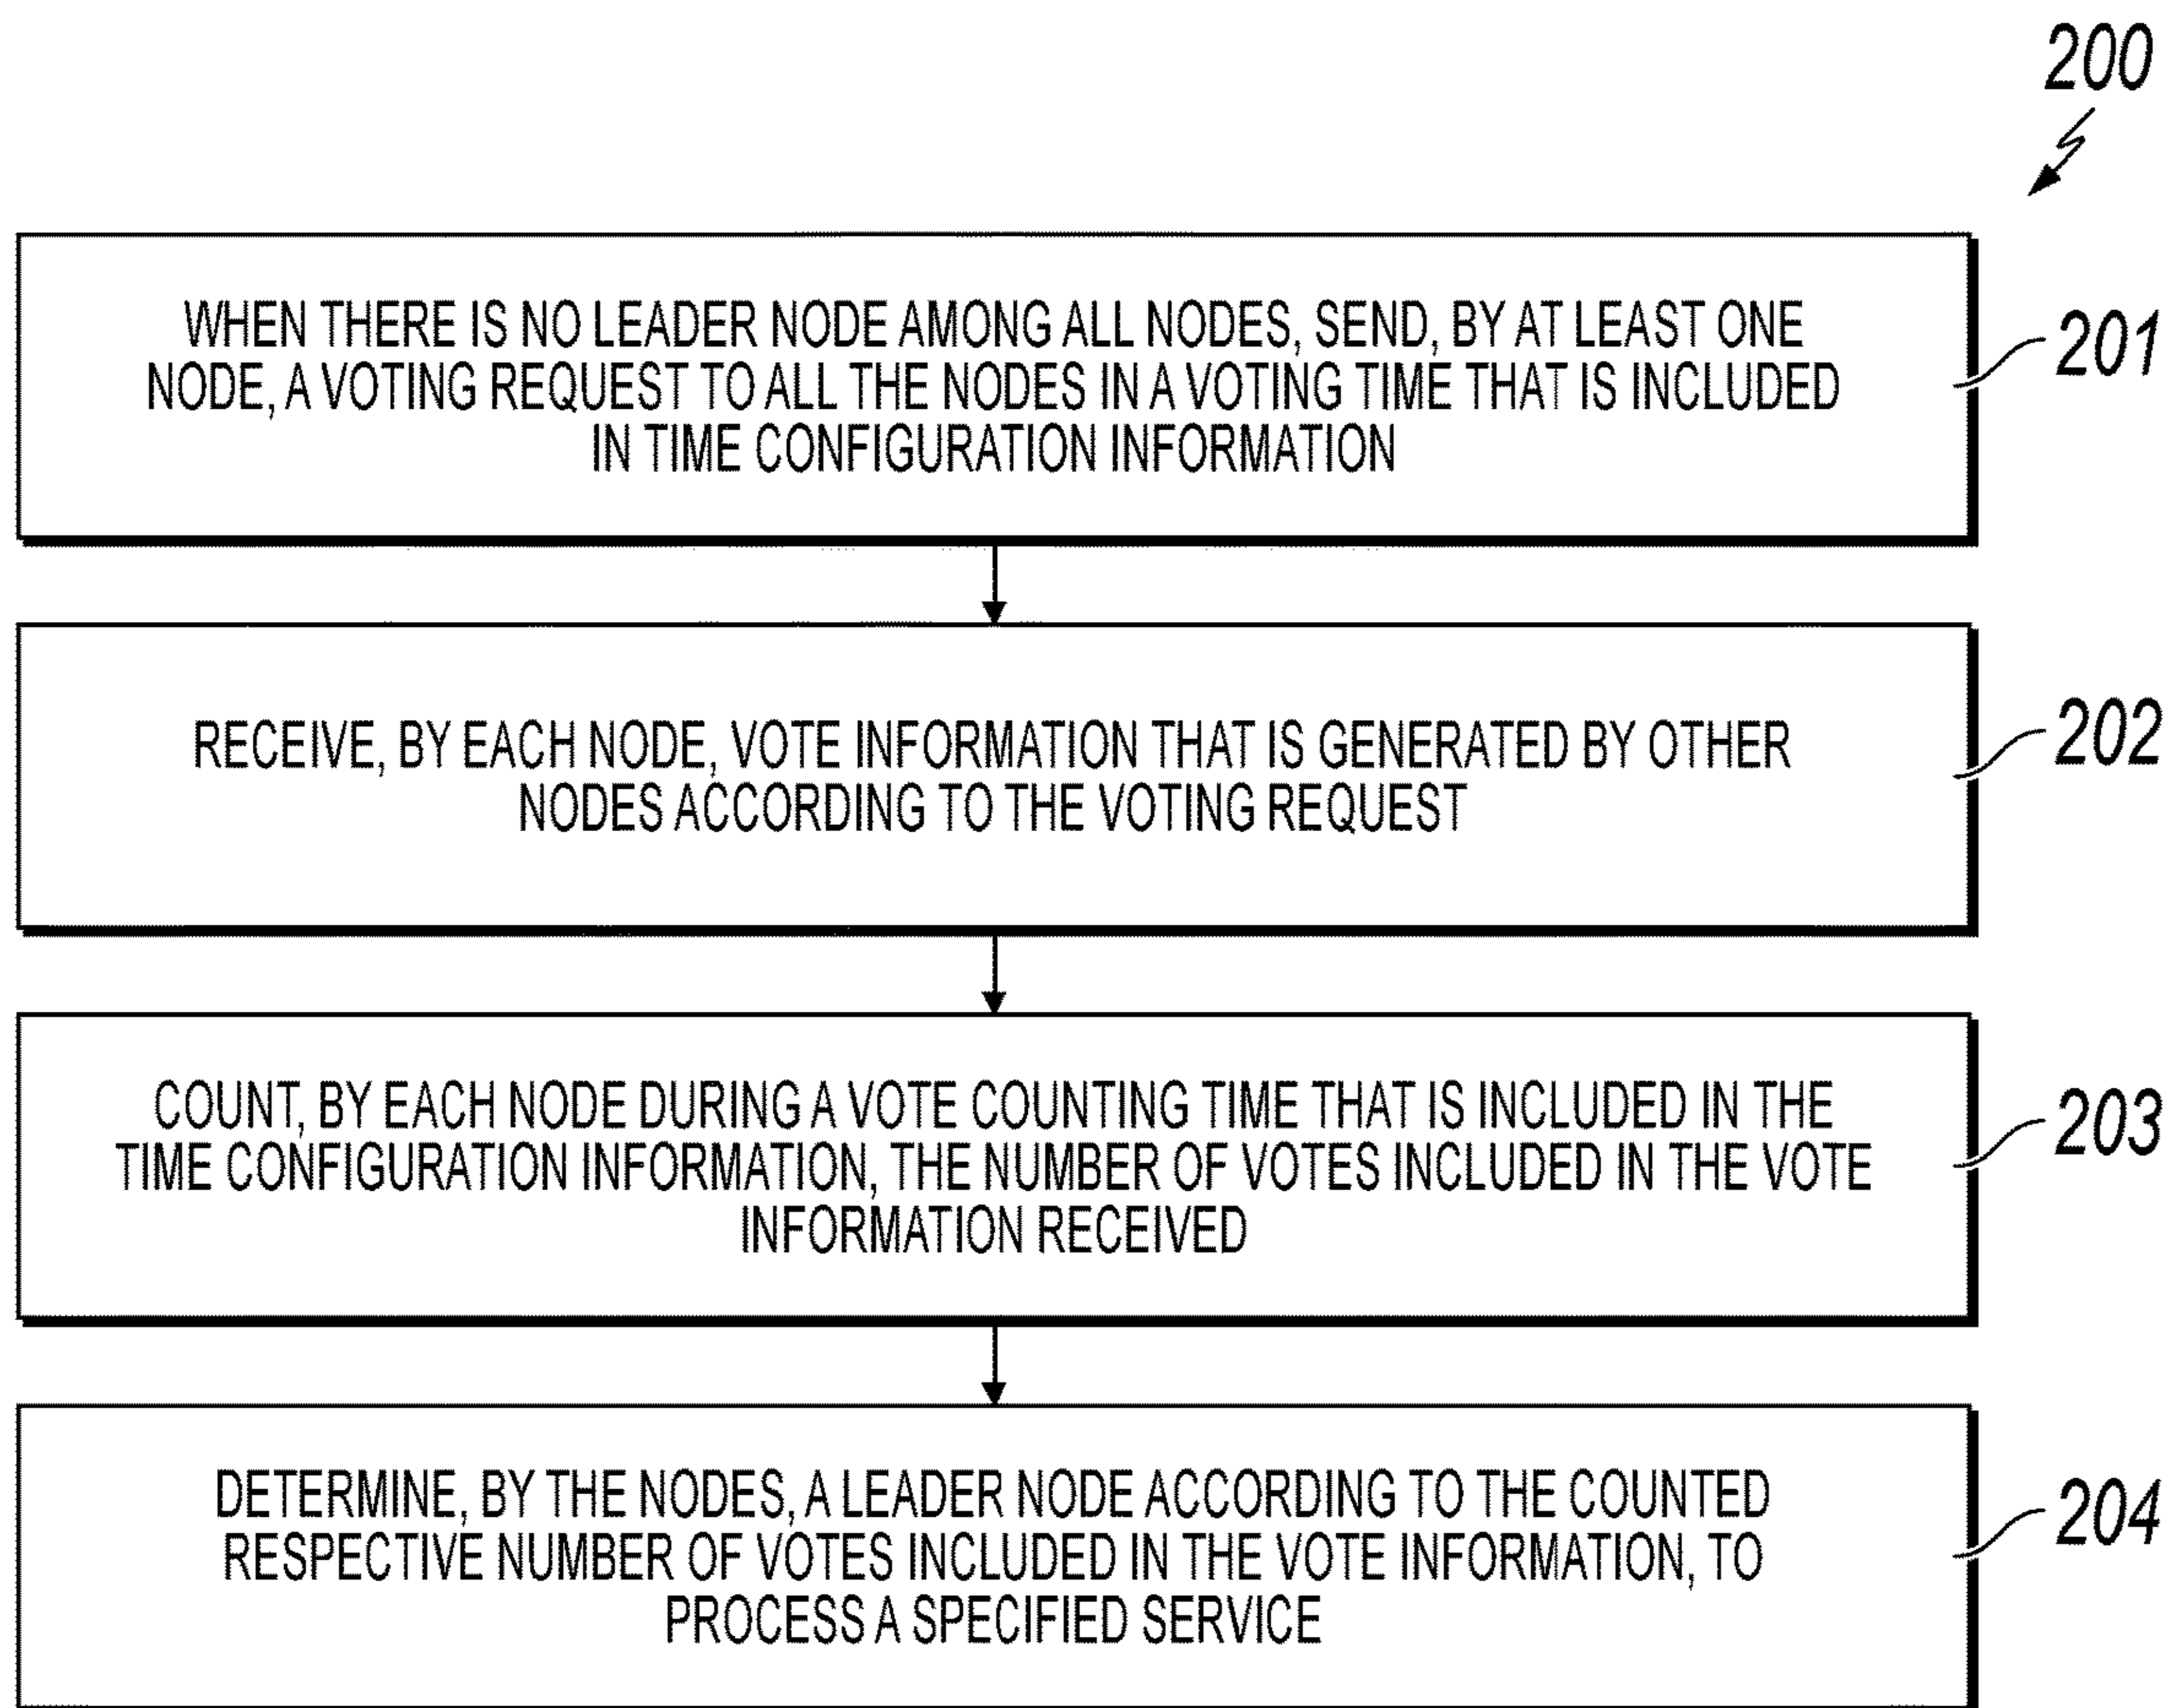 200
WHEN THERE IS NO LEADER NODE AMONG ALL NODES, SEND, BY AT LEAST ONE
NODE, A VOTING REQUEST TO ALL THE NODES IN A VOTING TIME THAT IS INCLUDED
IN TIME CONFIGURATION INFORMATION
201
RECEIVE, BY EACH NODE, VOTE INFORMATION THAT IS GENERATED BY OTHER
NODES ACCORDING TO THE VOTING REQUEST
202
COUNT, BY EACH NODE DURING A VOTE COUNTING TIME THAT IS INCLUDED IN THE
TIME CONFIGURATION INFORMATION, THE NUMBER OF VOTES INCLUDED IN THE VOTE
INFORMATION RECEIVED
203
DETERMINE, BY THE NODES, A LEADER NODE ACCORDING TO THE COUNTED
RESPECTIVE NUMBER OF VOTES INCLUDED IN THE VOTE INFORMATION, TO
PROCESS A SPECIFIED SERVICE
204